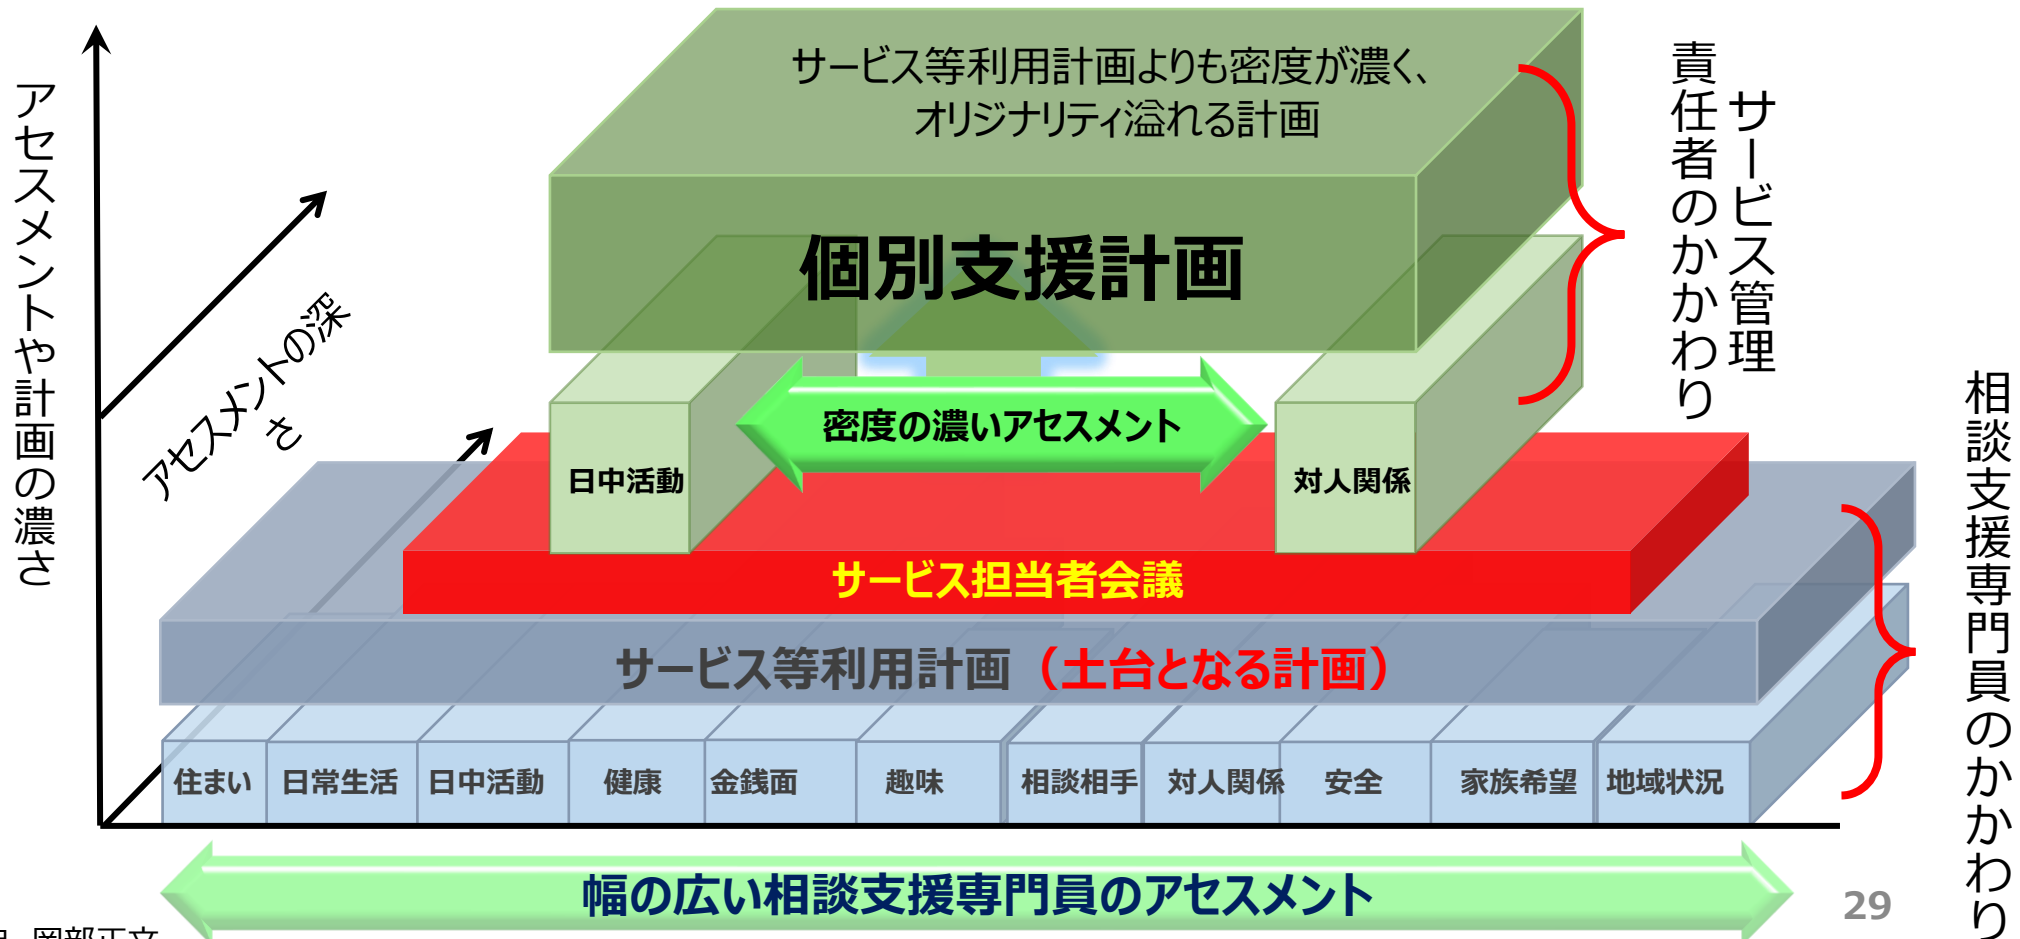 サービス等利用計画よりも密度が濃く、
オリジナリティ溢れる計画
個別支援計画
サービス管理
責任者のかかわり
アセスメントや計画の濃さ
アセスメントの深
さ
密度の濃いアセスメント
日中活動
対人関係
サービス担当者会議
サービス等利用計画（土台となる計画）
相談支援専門員のかかわり
住まい
日常生活
日中活動
健康
金銭面
趣味
相談相手
対人関係
安全
家族希望
地域状況
幅の広い相談支援専門員のアセスメント
29
岡部正文